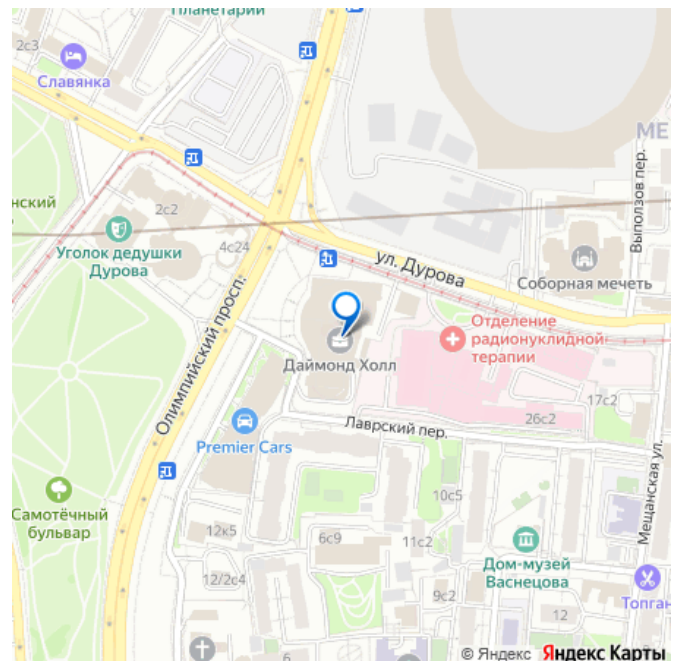 Планетарий
2с3
Славянка
МЕ
Выползов пер.
нский
2с2
4с24
Уголок дедушки
Дурова
ул. Дурова
Соборная мечеть
Олимпийский просп.
Отделение
радионуклидной
терапии
Даймонд Холл
17с2
26с2
Лаврский пер.
Premier Cars
Мещанская ул.
Самотёчный
бульвар
10с5
12к5
6с9
11с2
Дом-музей
Васнецова
12/2с4
9с2
Топган
12
6
© Яндекс Яндекс Карты